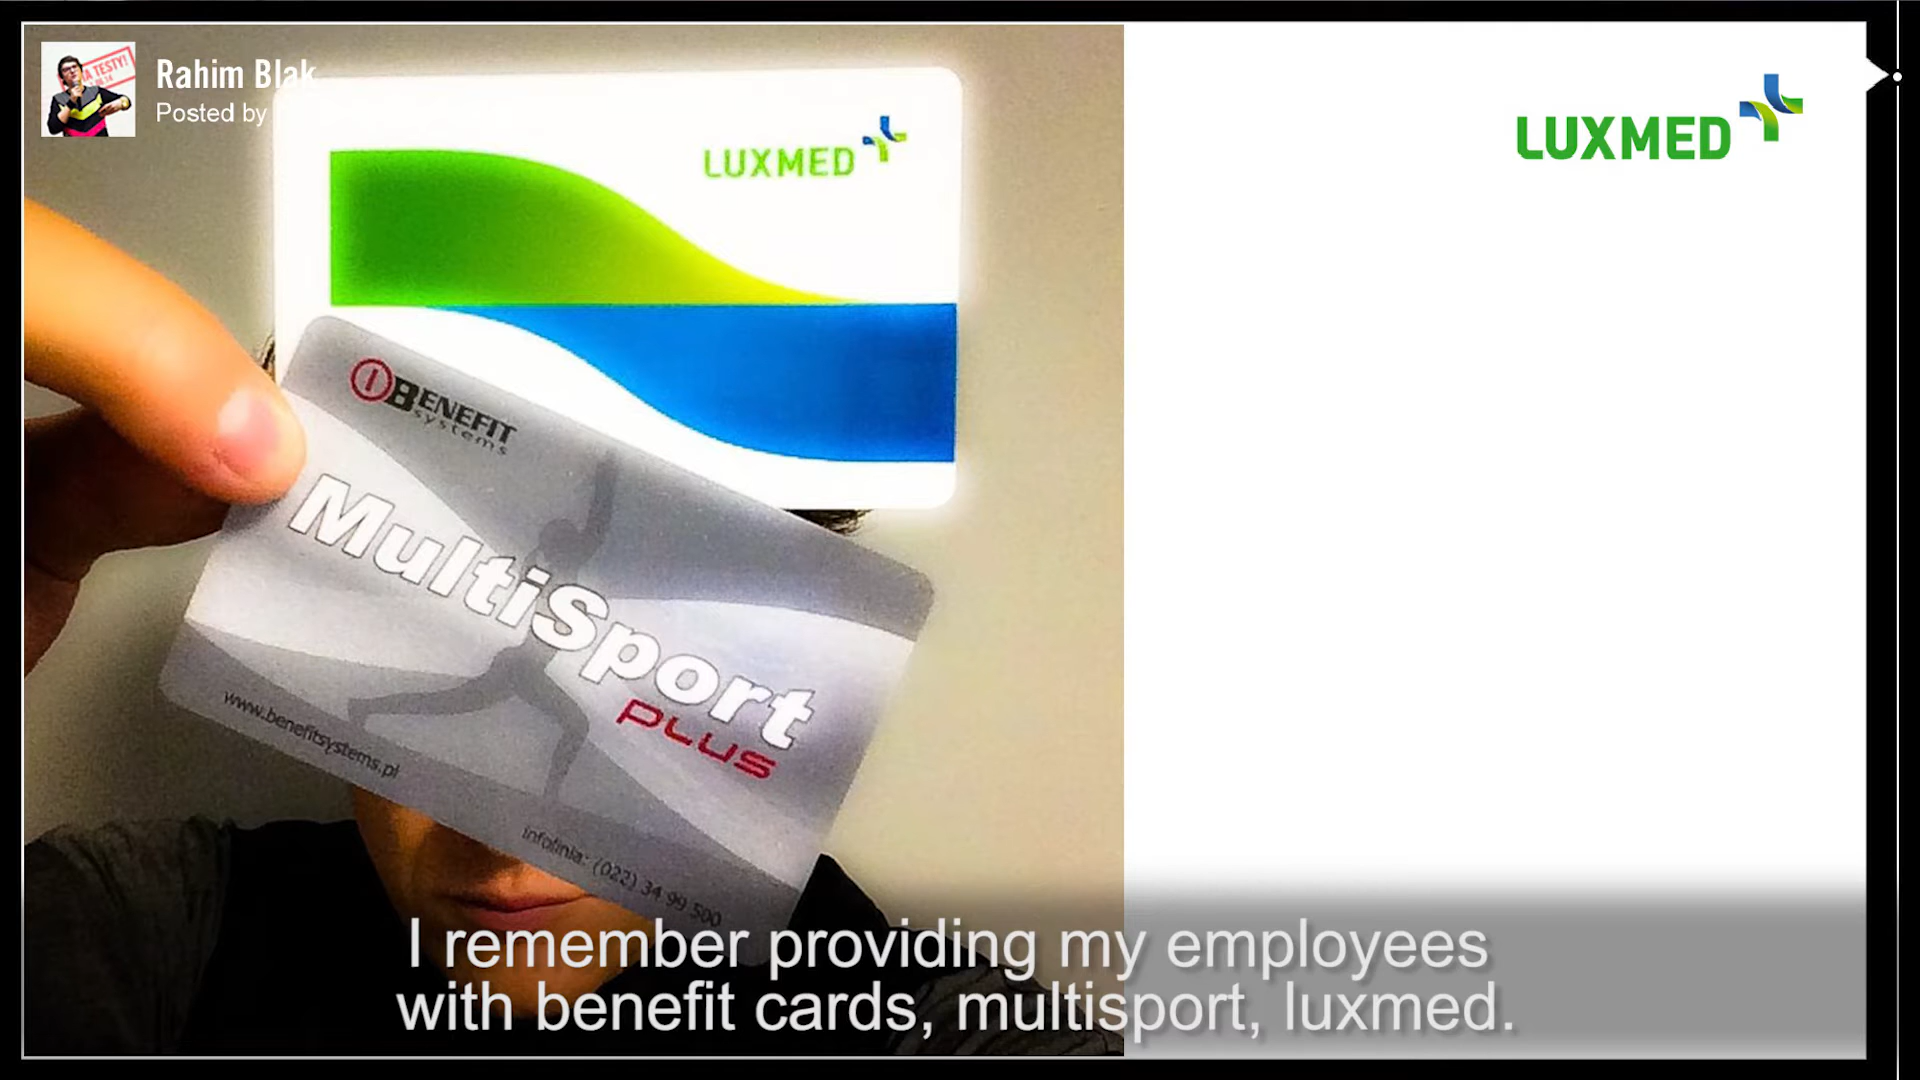 Rahim Blak
Posted by
A TESTY!
LUXMED
LUXMED
BENEFIT
systems
MultiSport
PLUS
www.benefitsystems.pl
infolinia: (022) 34 99 500
I remember providing my employees
with benefit cards, multisport, luxmed.